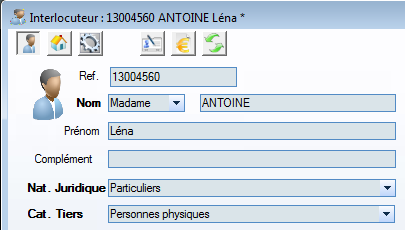 Interlocuteur : 13004560 ANTOINE Léna *
Ref. 13004560
Nom Madame ANTOINE
Prénom Léna
Complément
Nat. Juridique Particuliers
Cat. Tiers Personnes physiques